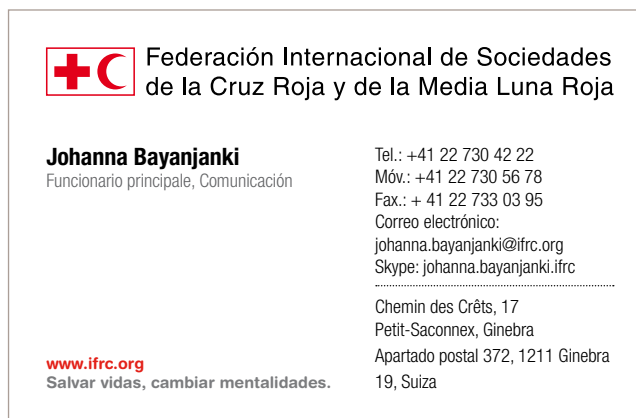 Federación Internacional de Sociedades
de la Cruz Roja y de la Media Luna Roja
Johanna Bayanjanki
Funcionario principale, Comunicación
Tel.: +41 22 730 42 22
Móv.: +41 22 730 56 78
Fax.: + 41 22 733 03 95
Correo electrónico:
johanna.bayanjanki@ifrc.org
Skype: johanna.bayanjanki.ifrc
Chemin des Crêts, 17
Petit-Saconnex, Ginebra
Apartado postal 372, 1211 Ginebra
19, Suiza
www.ifrc.org
Salvar vidas, cambiar mentalidades.